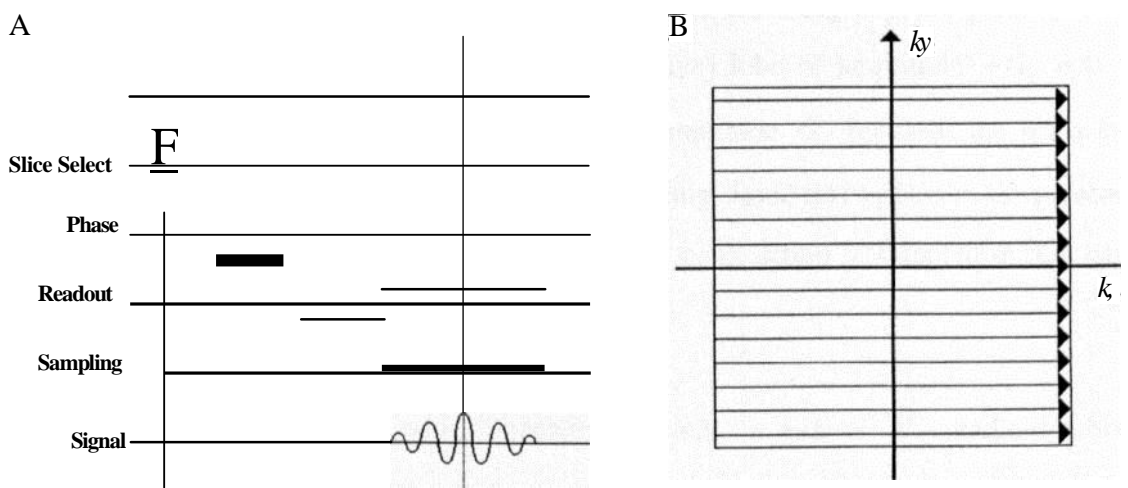 A
F
Slice Select
Phase
Readout
Sampling
Signal
B
ky
k,